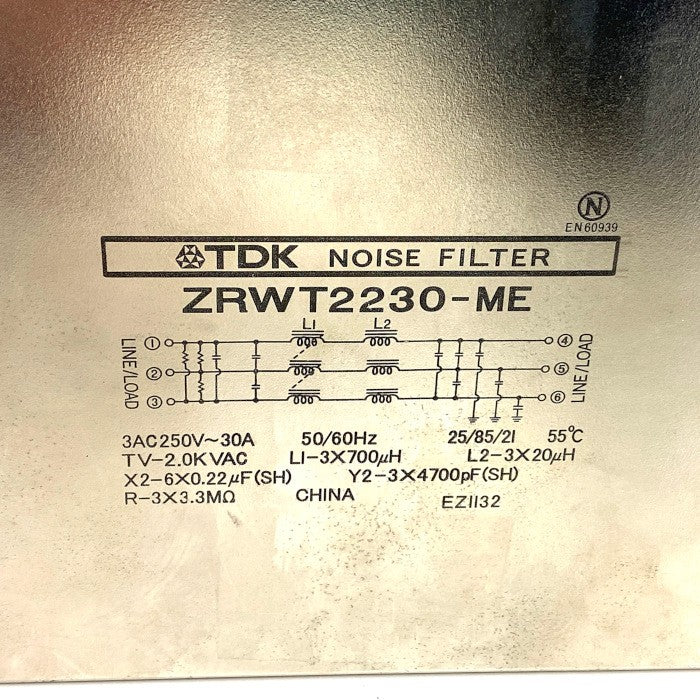 N
EN60939
TDK NOISE FILTER
ZRWT2230-ME
L1 L2
LINE/LOAD
① ④
② ⑤
③ ⑥
LINE/LOAD
3AC250V~30A 50/60Hz 25/85/21 55°C
TV-2.0KVAC L1-3X700μH L2-3X20μH
X2-6X0.22μF(SH) Y2-3X4700pF(SH)
R-3X3.3MΩ CHINA EZ1132